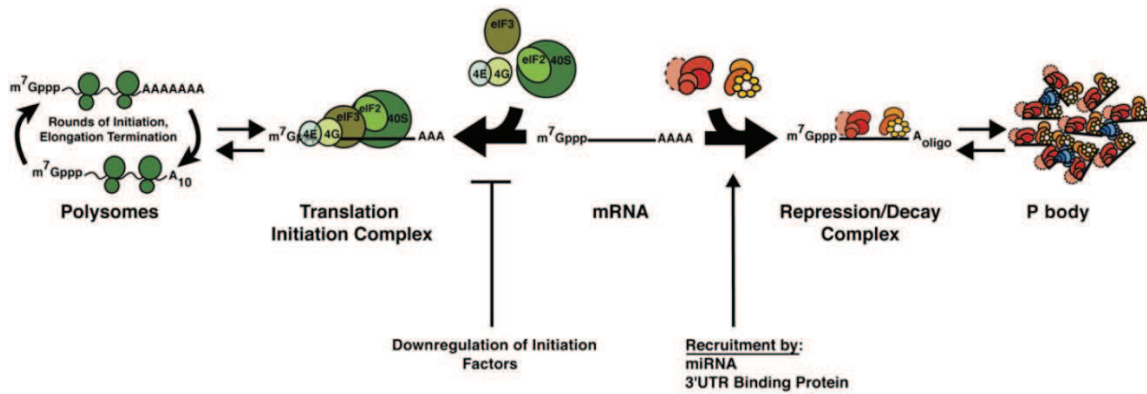 m7Gppp AAAAAAA
Rounds of Initiation,
Elongation Termination
m7Gppp A10
Polysomes
m7Gp 4E 4G eIF3 eIF2 40S AAA
Translation
Initiation Complex
eIF3
4E 4G eIF2 40S
m7Gppp AAAA
mRNA
m7Gppp Aoligo
Repression/Decay
Complex
P body
Downregulation of Initiation
Factors
Recruitment by:
miRNA
3'UTR Binding Protein